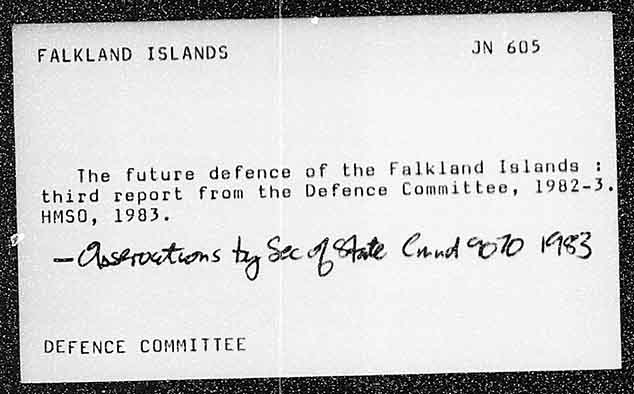 FALKLAND ISLANDS JN 605
The future defence of the Falkland Islands :
third report from the Defence Committee, 1982-3.
HMSO, 1983.
— Observations by Sec of State Cmnd 9070 1983
DEFENCE COMMITTEE